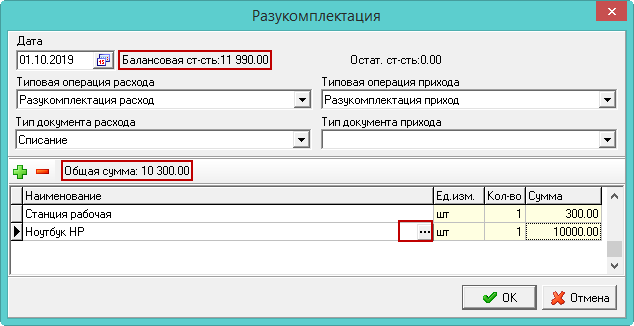 Разукомплектация
Дата
01.10.2019 15 Балансовая ст-сть:11 990.00 Остат. ст-сть:0.00
Типовая операция расхода Типовая операция прихода
Разукомплектация расход Разукомплектация приход
Тип документа расхода Тип документа прихода
Списание
Общая сумма: 10 300.00
Наименование Ед.изм. Кол-во Сумма
Станция рабочая шт 1 300.00
Ноутбук HP ... шт 1 10000.00
OK Отмена